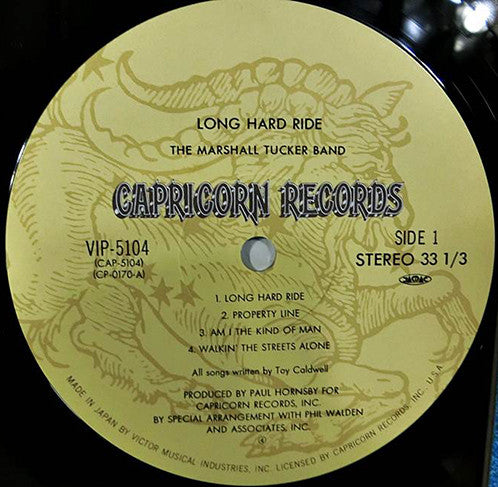 LONG HARD RIDE
THE MARSHALL TUCKER BAND
CAPRICORN RECORDS
VIP-5104
(CAP-5104)
(CP-0170-A)
SIDE 1
STEREO 33 1/3
JASRAC
1. LONG HARD RIDE
2. PROPERTY LINE
3. AM I THE KIND OF MAN
4. WALKIN' THE STREETS ALONE
All songs written by Toy Caldwell
PRODUCED BY PAUL HORNSBY FOR
CAPRICORN RECORDS, INC.
BY SPECIAL ARRANGEMENT WITH PHIL WALDEN
AND ASSOCIATES, INC.
MADE IN JAPAN BY VICTOR MUSICAL INDUSTRIES, INC. LICENSED BY CAPRICORN RECORDS, INC. U.S.A.